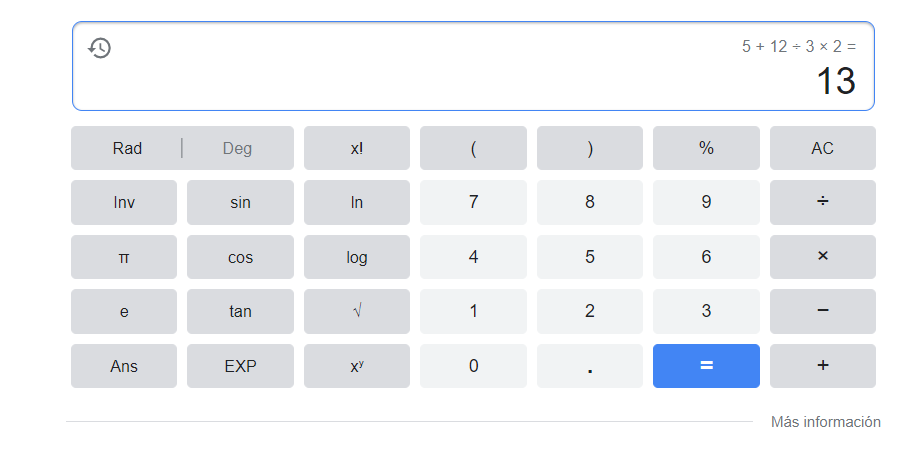 5 + 12 ÷ 3 × 2 =
13
Rad | Deg x! ( ) % AC
Inv sin ln 7 8 9 ÷
π cos log 4 5 6 ×
e tan √ 1 2 3 −
Ans EXP xʸ 0 . = +
Más información